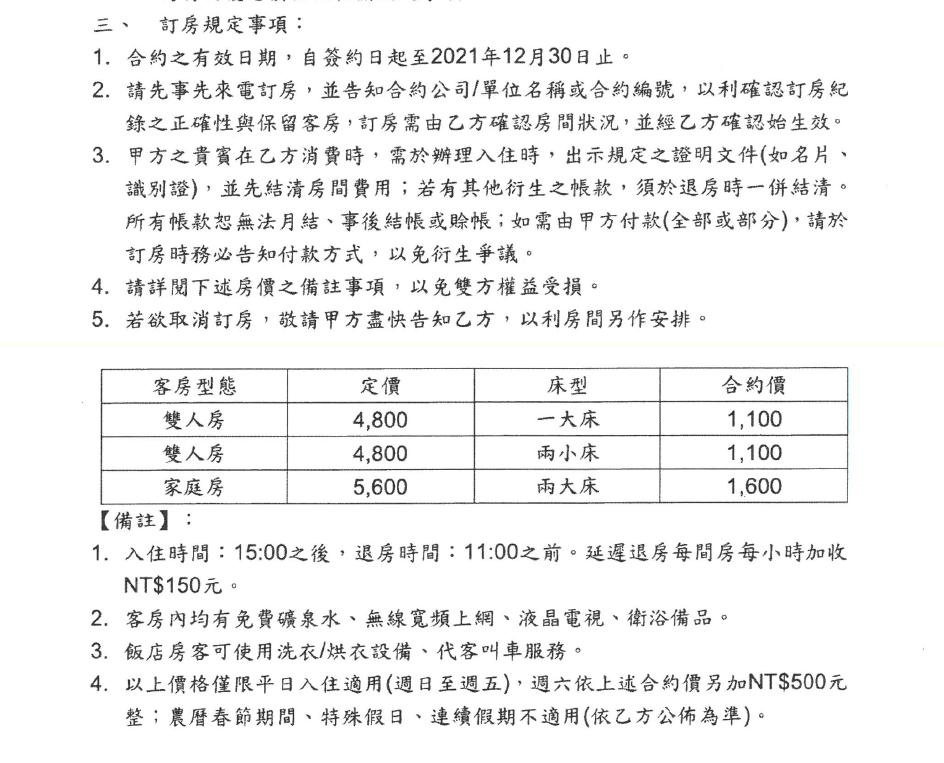 三、 訂房規定事項：
1. 合約之有效日期，自簽約日起至2021年12月30日止。
2. 請先事先來電訂房，並告知合約公司/單位名稱或合約編號，以利確認訂房紀
錄之正確性與保留客房，訂房需由乙方確認房間狀況，並經乙方確認始生效。
3. 甲方之貴賓在乙方消費時，需於辦理入住時，出示規定之證明文件(如名片、
識別證)，並先結清房間費用；若有其他衍生之帳款，須於退房時一併結清。
所有帳款恕無法月結、事後結帳或賒帳；如需由甲方付款(全部或部分)，請於
訂房時務必告知付款方式，以免衍生爭議。
4. 請詳閱下述房價之備註事項，以免雙方權益受損。
5. 若欲取消訂房，敬請甲方盡快告知乙方，以利房間另作安排。
客房型態 定價 床型 合約價
雙人房 4,800 一大床 1,100
雙人房 4,800 兩小床 1,100
家庭房 5,600 兩大床 1,600
【備註】：
1. 入住時間：15:00之後，退房時間：11:00之前。延遲退房每間房每小時加收
NT$150元。
2. 客房內均有免費礦泉水、無線寬頻上網、液晶電視、衛浴備品。
3. 飯店房客可使用洗衣/烘衣設備、代客叫車服務。
4. 以上價格僅限平日入住適用(週日至週五)，週六依上述合約價另加NT$500元
整；農曆春節期間、特殊假日、連續假期不適用(依乙方公佈為準)。